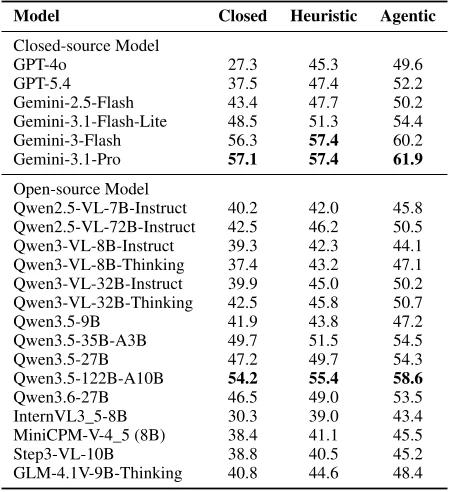 Model Closed Heuristic Agentic
Closed-source Model
GPT-4o 27.3 45.3 49.6
GPT-5.4 37.5 47.4 52.2
Gemini-2.5-Flash 43.4 47.7 50.2
Gemini-3.1-Flash-Lite 48.5 51.3 54.4
Gemini-3-Flash 56.3 57.4 60.2
Gemini-3.1-Pro 57.1 57.4 61.9
Open-source Model
Qwen2.5-VL-7B-Instruct 40.2 42.0 45.8
Qwen2.5-VL-72B-Instruct 42.5 46.2 50.5
Qwen3-VL-8B-Instruct 39.3 42.3 44.1
Qwen3-VL-8B-Thinking 37.4 43.2 47.1
Qwen3-VL-32B-Instruct 39.9 45.0 50.2
Qwen3-VL-32B-Thinking 42.5 45.8 50.7
Qwen3.5-9B 41.9 43.8 47.2
Qwen3.5-35B-A3B 49.7 51.5 54.5
Qwen3.5-27B 47.2 49.7 54.3
Qwen3.5-122B-A10B 54.2 55.4 58.6
Qwen3.6-27B 46.5 49.0 53.5
InternVL3_5-8B 30.3 39.0 43.4
MiniCPM-V-4_5 (8B) 38.4 41.1 45.5
Step3-VL-10B 38.8 40.5 45.2
GLM-4.1V-9B-Thinking 40.8 44.6 48.4